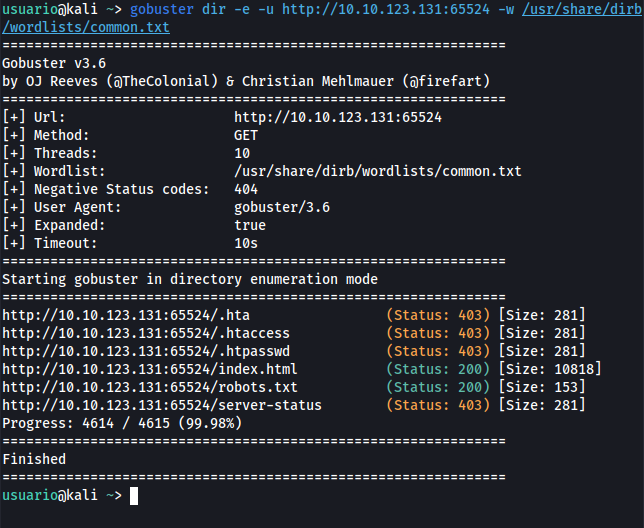 usuario@kali ~> gobuster dir -e -u http://10.10.123.131:65524 -w /usr/share/dirb
/wordlists/common.txt
===============================================================
Gobuster v3.6
by OJ Reeves (@TheColonial) & Christian Mehlmauer (@firefart)
===============================================================
[+] Url:                     http://10.10.123.131:65524
[+] Method:                  GET
[+] Threads:                 10
[+] Wordlist:                /usr/share/dirb/wordlists/common.txt
[+] Negative Status codes:   404
[+] User Agent:              gobuster/3.6
[+] Expanded:                true
[+] Timeout:                 10s
===============================================================
Starting gobuster in directory enumeration mode
===============================================================
http://10.10.123.131:65524/.hta                 (Status: 403) [Size: 281]
http://10.10.123.131:65524/.htaccess            (Status: 403) [Size: 281]
http://10.10.123.131:65524/.htpasswd            (Status: 403) [Size: 281]
http://10.10.123.131:65524/index.html           (Status: 200) [Size: 10818]
http://10.10.123.131:65524/robots.txt           (Status: 200) [Size: 153]
http://10.10.123.131:65524/server-status        (Status: 403) [Size: 281]
Progress: 4614 / 4615 (99.98%)
===============================================================
Finished
===============================================================
usuario@kali ~>